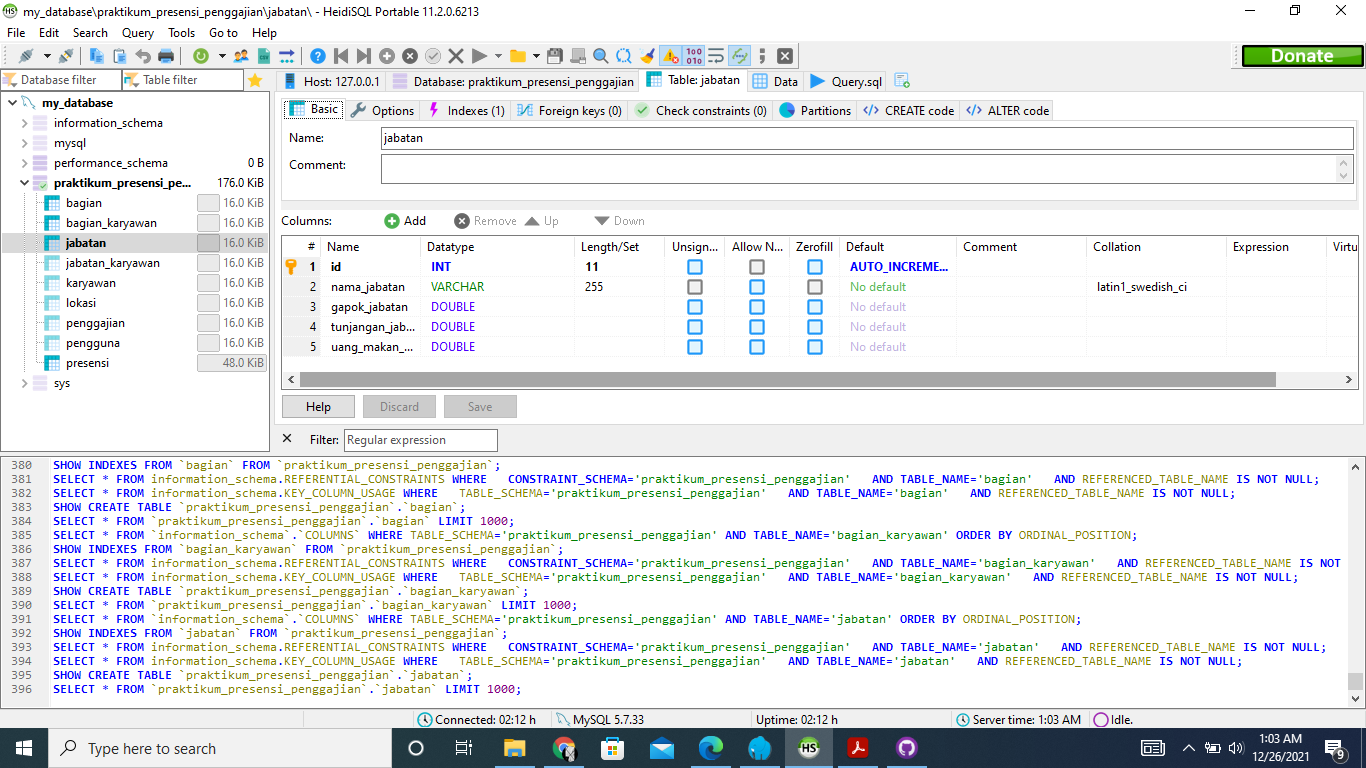 my_database\praktikum_presensi_penggajian\jabatan\ - HeidiSQL Portable 11.2.0.6213
File Edit Search Query Tools Go to Help
Donate
Database filter Table filter
Host: 127.0.0.1 Database: praktikum_presensi_penggajian Table: jabatan Data Query.sql
my_database
information_schema
mysql
performance_schema 0 B
praktikum_presensi_pe... 176.0 KiB
bagian 16.0 KiB
bagian_karyawan 16.0 KiB
jabatan 16.0 KiB
jabatan_karyawan 16.0 KiB
karyawan 16.0 KiB
lokasi 16.0 KiB
penggajian 16.0 KiB
pengguna 16.0 KiB
presensi 48.0 KiB
sys
Basic Options Indexes (1) Foreign keys (0) Check constraints (0) Partitions CREATE code ALTER code
Name: jabatan
Comment:
Columns: Add Remove Up Down
# Name Datatype Length/Set Unsign... Allow N... Zerofill Default Comment Collation Expression Virtu
1 id INT 11 AUTO_INCREME...
2 nama_jabatan VARCHAR 255 No default latin1_swedish_ci
3 gapok_jabatan DOUBLE No default
4 tunjangan_jab... DOUBLE No default
5 uang_makan_... DOUBLE No default
Help Discard Save
Filter: Regular expression
380 SHOW INDEXES FROM `bagian` FROM `praktikum_presensi_penggajian`;
381 SELECT * FROM information_schema.REFERENTIAL_CONSTRAINTS WHERE CONSTRAINT_SCHEMA='praktikum_presensi_penggajian' AND TABLE_NAME='bagian' AND REFERENCED_TABLE_NAME IS NOT NULL;
382 SELECT * FROM information_schema.KEY_COLUMN_USAGE WHERE TABLE_SCHEMA='praktikum_presensi_penggajian' AND TABLE_NAME='bagian' AND REFERENCED_TABLE_NAME IS NOT NULL;
383 SHOW CREATE TABLE `praktikum_presensi_penggajian`.`bagian`;
384 SELECT * FROM `praktikum_presensi_penggajian`.`bagian` LIMIT 1000;
385 SELECT * FROM `information_schema`.`COLUMNS` WHERE TABLE_SCHEMA='praktikum_presensi_penggajian' AND TABLE_NAME='bagian_karyawan' ORDER BY ORDINAL_POSITION;
386 SHOW INDEXES FROM `bagian_karyawan` FROM `praktikum_presensi_penggajian`;
387 SELECT * FROM information_schema.REFERENTIAL_CONSTRAINTS WHERE CONSTRAINT_SCHEMA='praktikum_presensi_penggajian' AND TABLE_NAME='bagian_karyawan' AND REFERENCED_TABLE_NAME IS NOT
388 SELECT * FROM information_schema.KEY_COLUMN_USAGE WHERE TABLE_SCHEMA='praktikum_presensi_penggajian' AND TABLE_NAME='bagian_karyawan' AND REFERENCED_TABLE_NAME IS NOT NULL;
389 SHOW CREATE TABLE `praktikum_presensi_penggajian`.`bagian_karyawan`;
390 SELECT * FROM `praktikum_presensi_penggajian`.`bagian_karyawan` LIMIT 1000;
391 SELECT * FROM `information_schema`.`COLUMNS` WHERE TABLE_SCHEMA='praktikum_presensi_penggajian' AND TABLE_NAME='jabatan' ORDER BY ORDINAL_POSITION;
392 SHOW INDEXES FROM `jabatan` FROM `praktikum_presensi_penggajian`;
393 SELECT * FROM information_schema.REFERENTIAL_CONSTRAINTS WHERE CONSTRAINT_SCHEMA='praktikum_presensi_penggajian' AND TABLE_NAME='jabatan' AND REFERENCED_TABLE_NAME IS NOT NULL;
394 SELECT * FROM information_schema.KEY_COLUMN_USAGE WHERE TABLE_SCHEMA='praktikum_presensi_penggajian' AND TABLE_NAME='jabatan' AND REFERENCED_TABLE_NAME IS NOT NULL;
395 SHOW CREATE TABLE `praktikum_presensi_penggajian`.`jabatan`;
396 SELECT * FROM `praktikum_presensi_penggajian`.`jabatan` LIMIT 1000;
Connected: 02:12 h MySQL 5.7.33 Uptime: 02:12 h Server time: 1:03 AM Idle.
Type here to search
HS
1:03 AM
12/26/2021
9